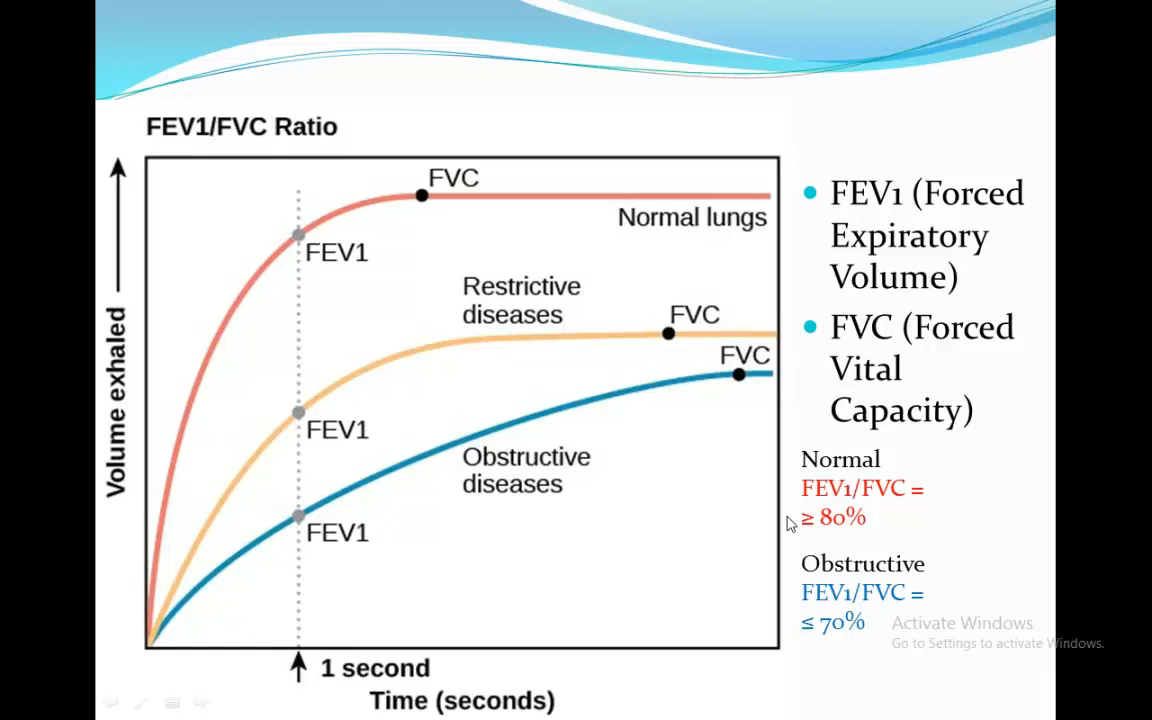 FEV1/FVC Ratio
FVC
Normal lungs
FEV1
Restrictive
diseases
FVC
FVC
FEV1
Obstructive
diseases
FEV1
Volume exhaled
1 second
Time (seconds)
FEV1 (Forced
Expiratory
Volume)
FVC (Forced
Vital
Capacity)
Normal
FEV1/FVC =
≥ 80%
Obstructive
FEV1/FVC =
≤ 70%
Activate Windows
Go to Settings to activate Windows.